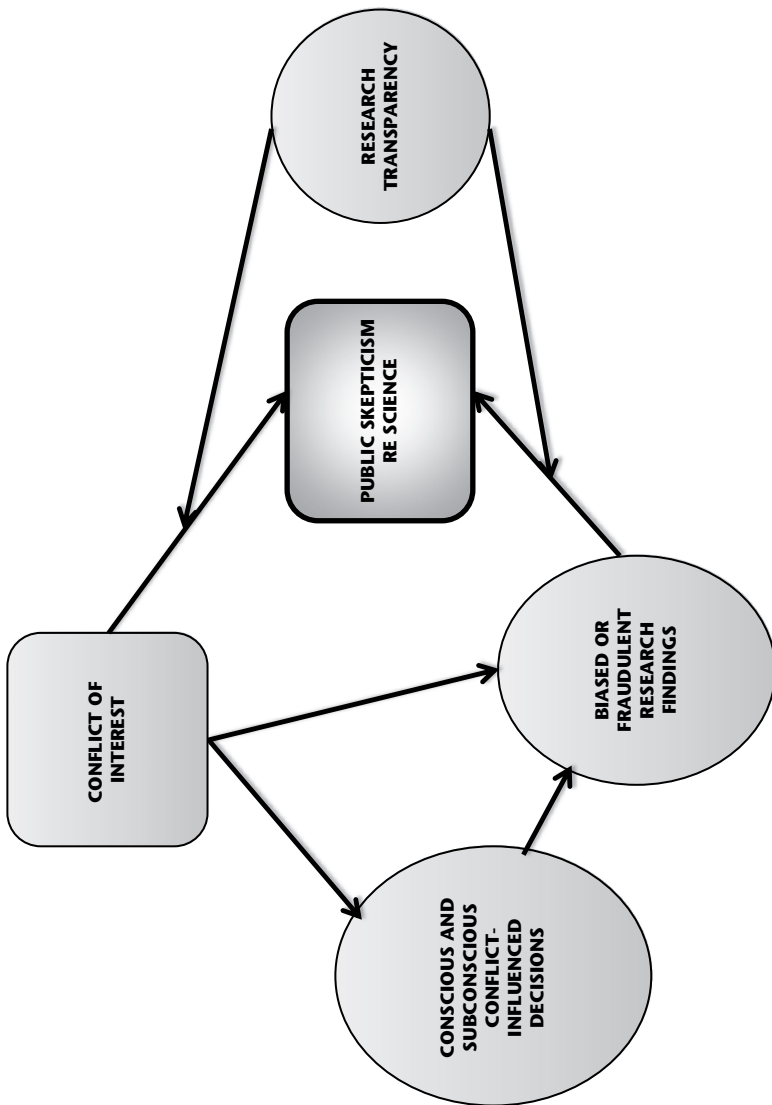 CONFLICT OF
INTEREST
CONSCIOUS AND
SUBCONSCIOUS
CONFLICT-
INFLUENCED
DECISIONS
BIASED OR
FRAUDULENT
RESEARCH
FINDINGS
PUBLIC SKEPTICISM
RE SCIENCE
RESEARCH
TRANSPARENCY